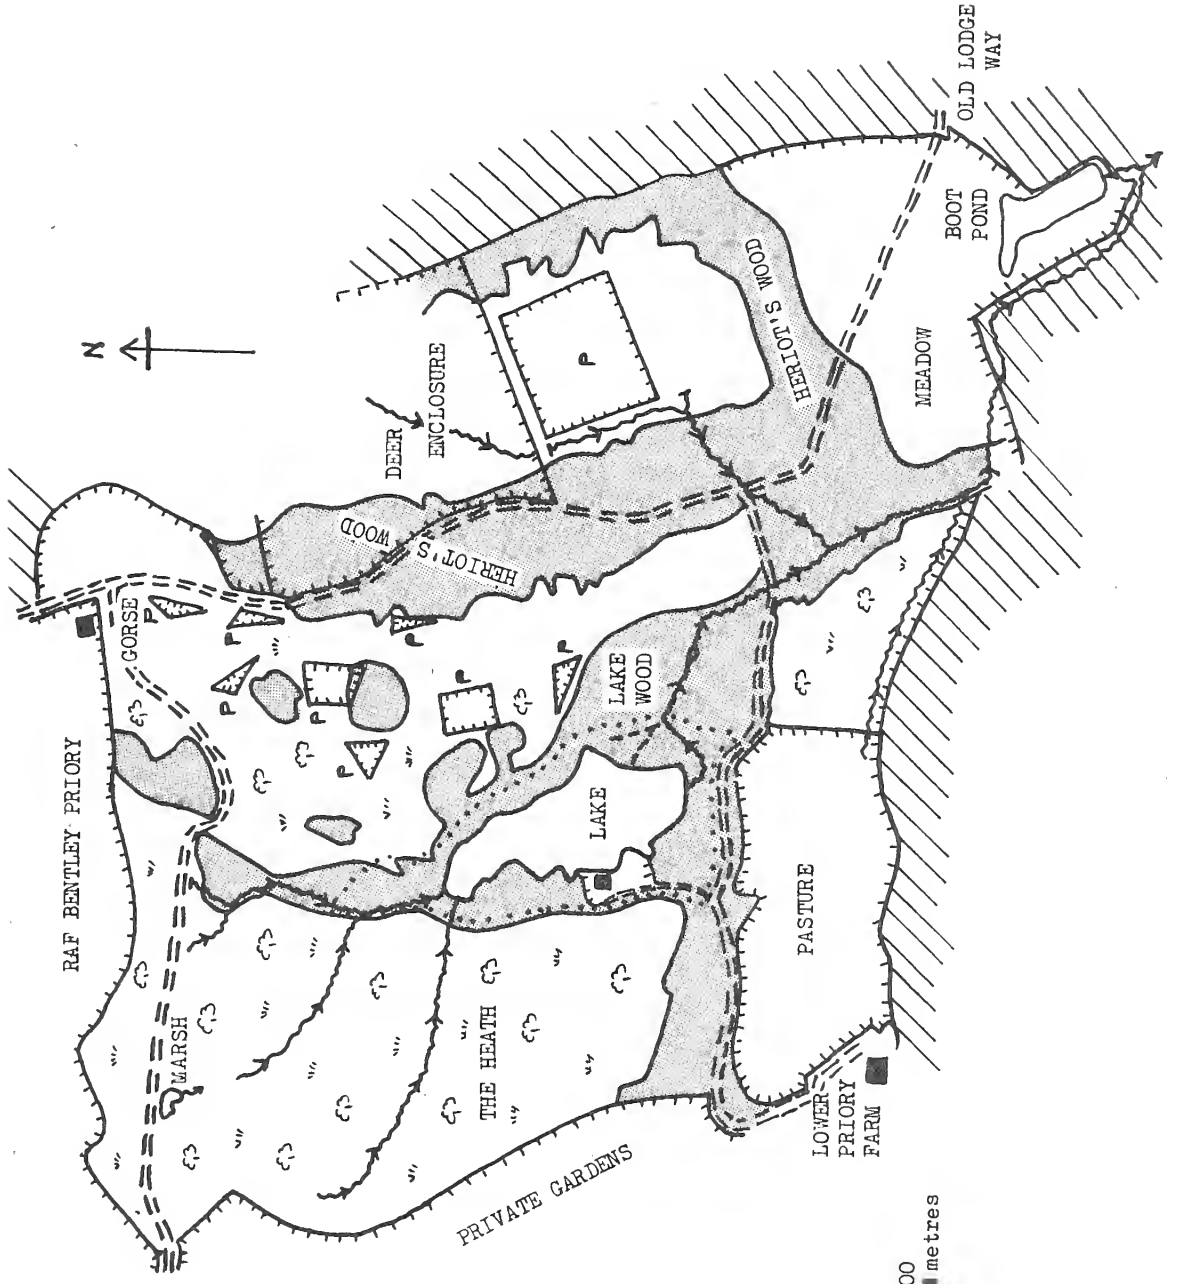 N
OLD LODGE
WAY
RAF BENTLEY PRIORY
GORSE
P
P
P
P
P
P
P
P
P
DEER
ENCLOSURE
HERIOT'S
WOOD
HERIOT'S WOOD
BOOT
POND
MEADOW
LAKE
WOOD
LAKE
MARSH
THE HEATH
PASTURE
PRIVATE GARDENS
LOWER
PRIORY
FARM
00
metres